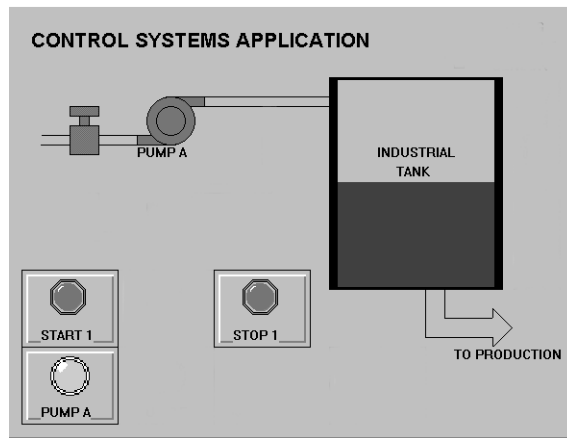 CONTROL SYSTEMS APPLICATION
PUMP A
INDUSTRIAL
TANK
START 1
STOP 1
TO PRODUCTION
PUMP A